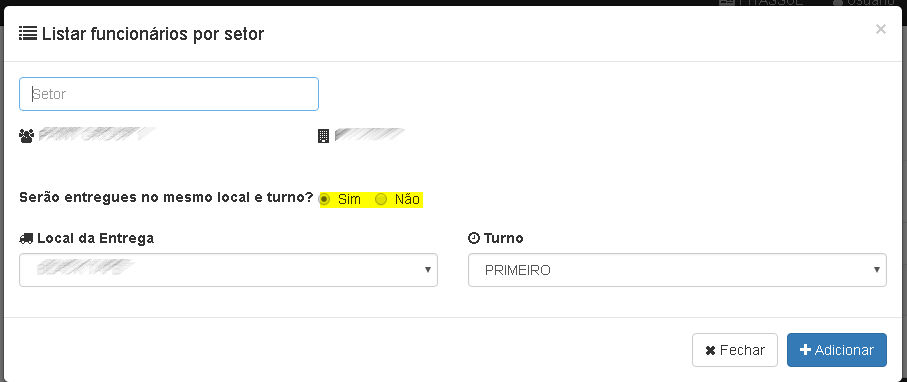 Usuário
Listar funcionários por setor ×
Setor
Serão entregues no mesmo local e turno? Sim Não
Local da Entrega Turno
PRIMEIRO
Fechar Adicionar